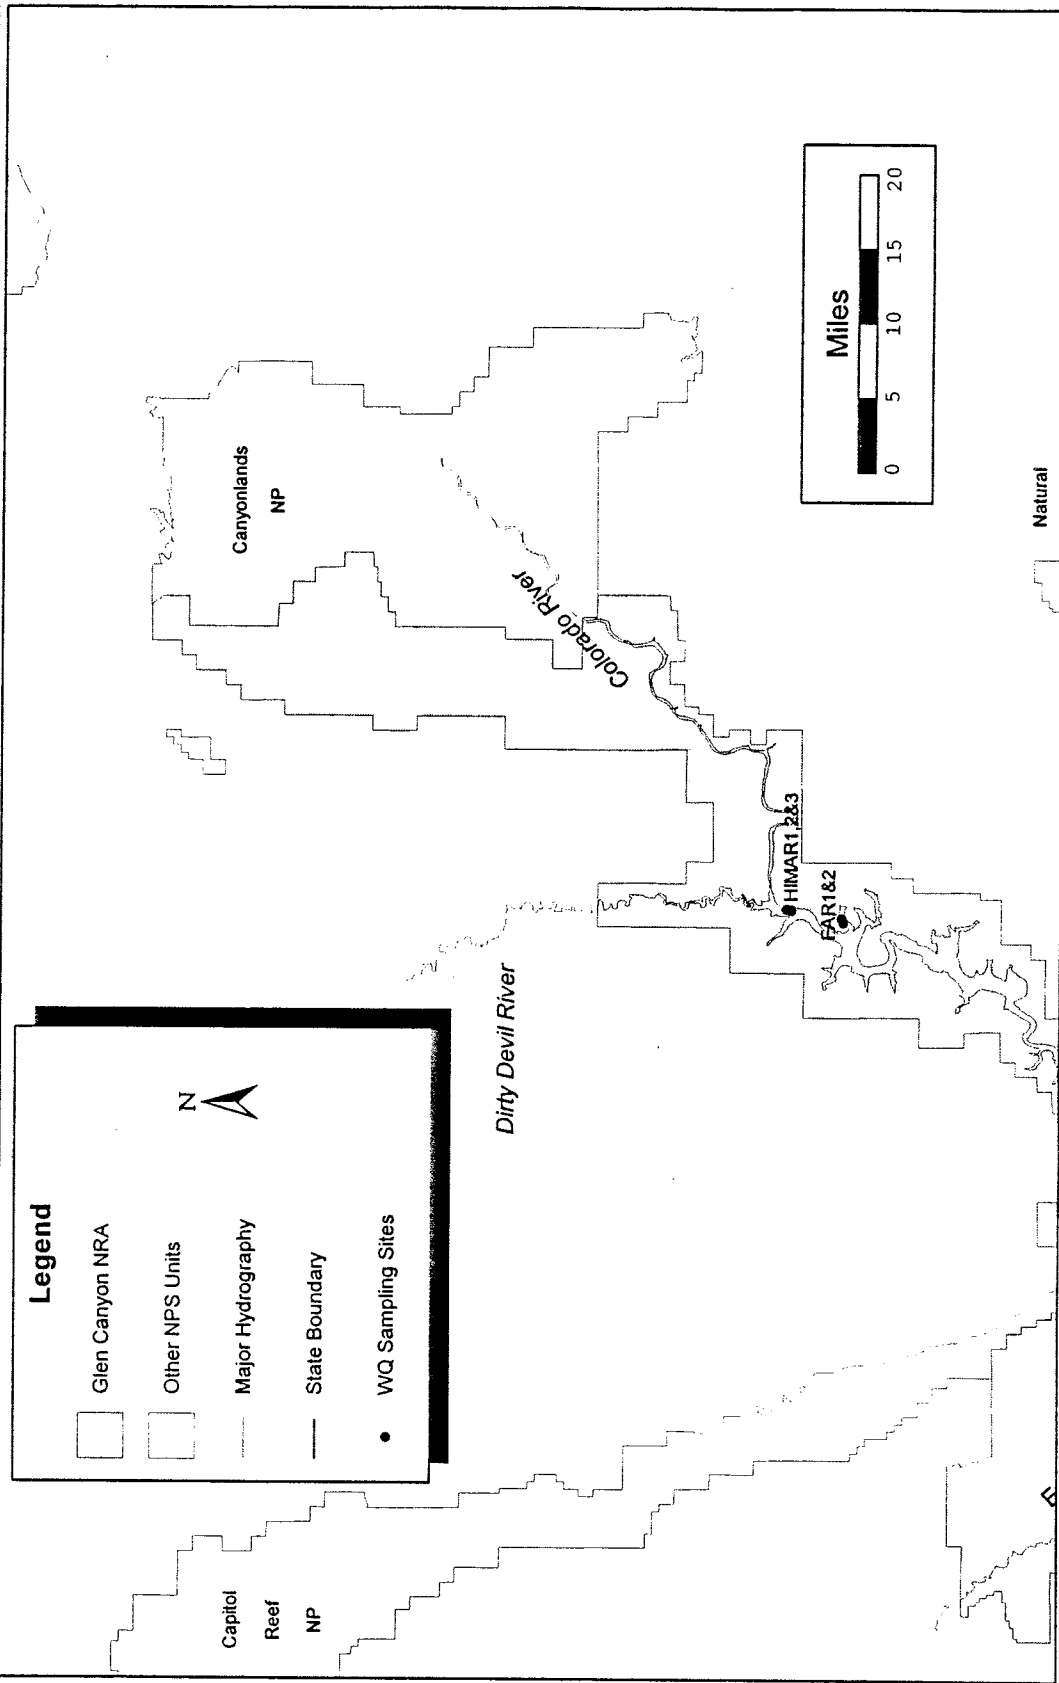 Legend
Glen Canyon NRA
Other NPS Units
Major Hydrography
State Boundary
WQ Sampling Sites
N
Capitol
Reef
NP
Canyonlands
NP
Colorado River
Dirty Devil River
HIMAR1,2&3
FAR1&2
Miles
0 5 10 15 20
Natural
E